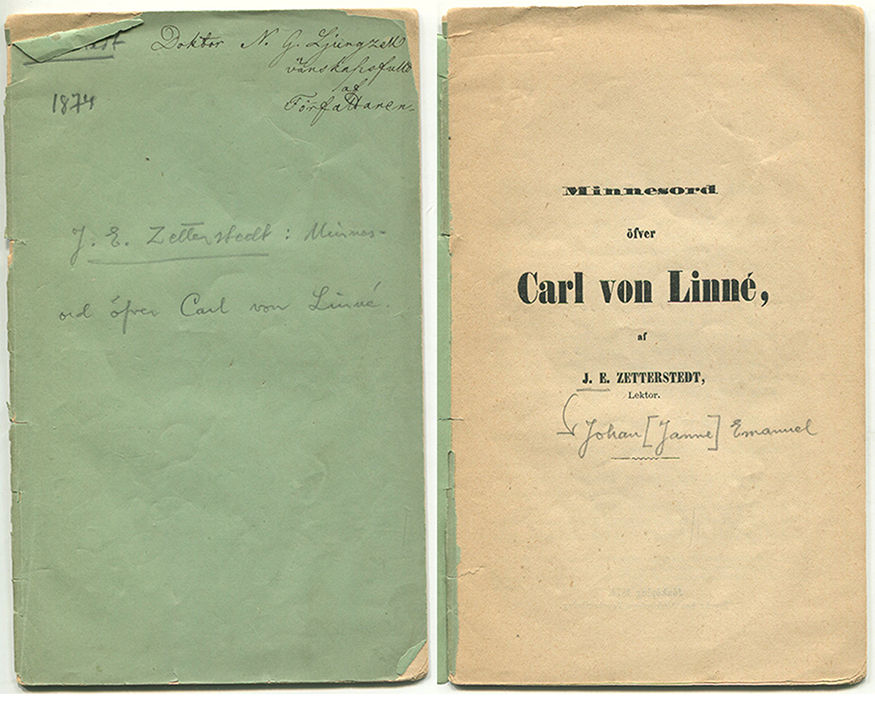 Doktor N. G. Ljungzell
vänskapsfullt
af
Författaren.
1874
J. E. Zetterstedt : Minnes-
ord öfver Carl von Linné.
Minnesord
öfver
Carl von Linné,
af
J. E. ZETTERSTEDT,
Lektor.
Johan [Janne] Emanuel